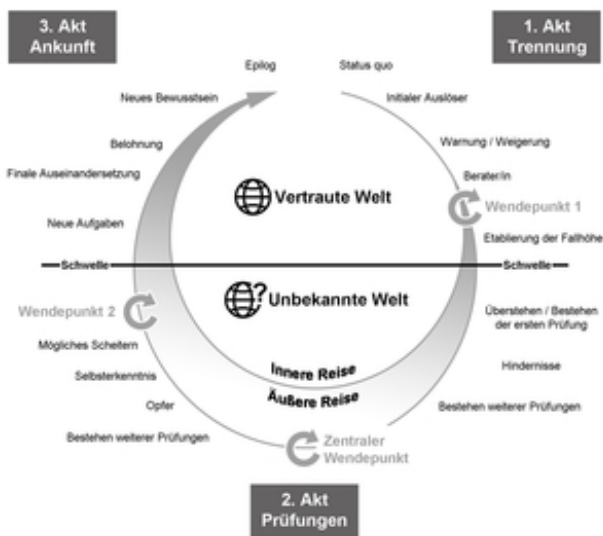 3. Akt
Ankunft
1. Akt
Trennung
Epilog
Status quo
Neues Bewusstsein
Initialer Auslöser
Belohnung
Warnung / Weigerung
Finale Auseinandersetzung
Berater/in
Vertraute Welt
Wendepunkt 1
Neue Aufgaben
Etablierung der Fallhöhe
Schwelle
Schwelle
?
Unbekannte Welt
Wendepunkt 2
Überstehen / Bestehen
der ersten Prüfung
Mögliches Scheitern
Hindernisse
Innere Reise
Selbsterkenntnis
Äußere Reise
Opfer
Bestehen weiterer Prüfungen
Bestehen weiterer Prüfungen
Zentraler
Wendepunkt
2. Akt
Prüfungen